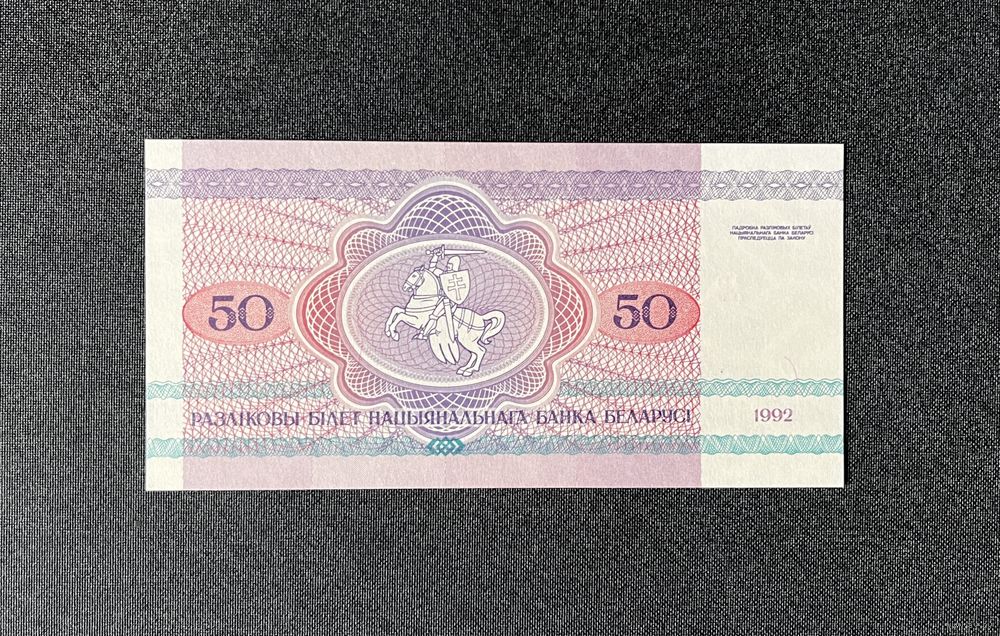 ПАДРОБКА РАЗЛІКОВЫХ БІЛЕТАЎ
НАЦЫЯНАЛЬНАГА БАНКА БЕЛАРУСІ
ПРАСЛЕДУЕЦЦА ПА ЗАКОНУ
50 50
РАЗЛІКОВЫ БІЛЕТ НАЦЫЯНАЛЬНАГА БАНКА БЕЛАРУСІ 1992